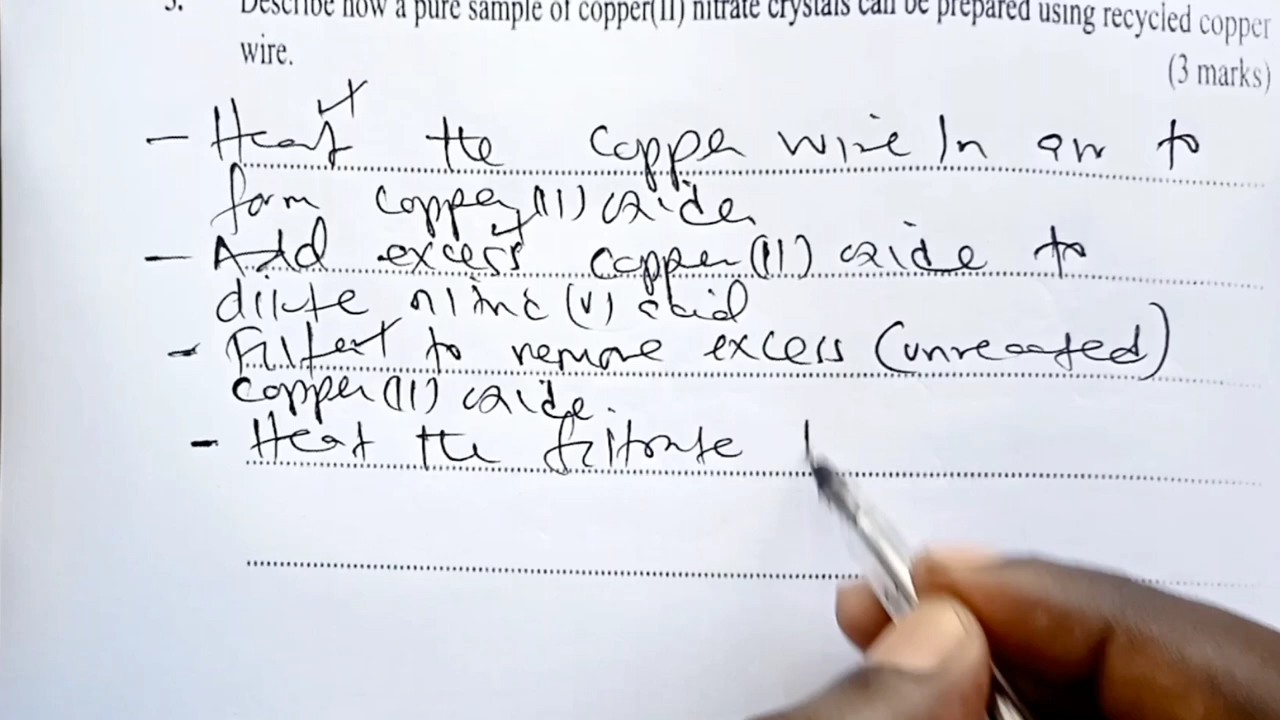 3. Describe how a pure sample of copper(II) nitrate crystals can be prepared using recycled copper
wire.
(3 marks)
- Heat the copper wire in air to
form copper(II) oxide
- Add excess copper(II) oxide to
dilute nitric(V) acid
- Filter to remove excess (unreacted)
copper(II) oxide.
- Heat the filtrate